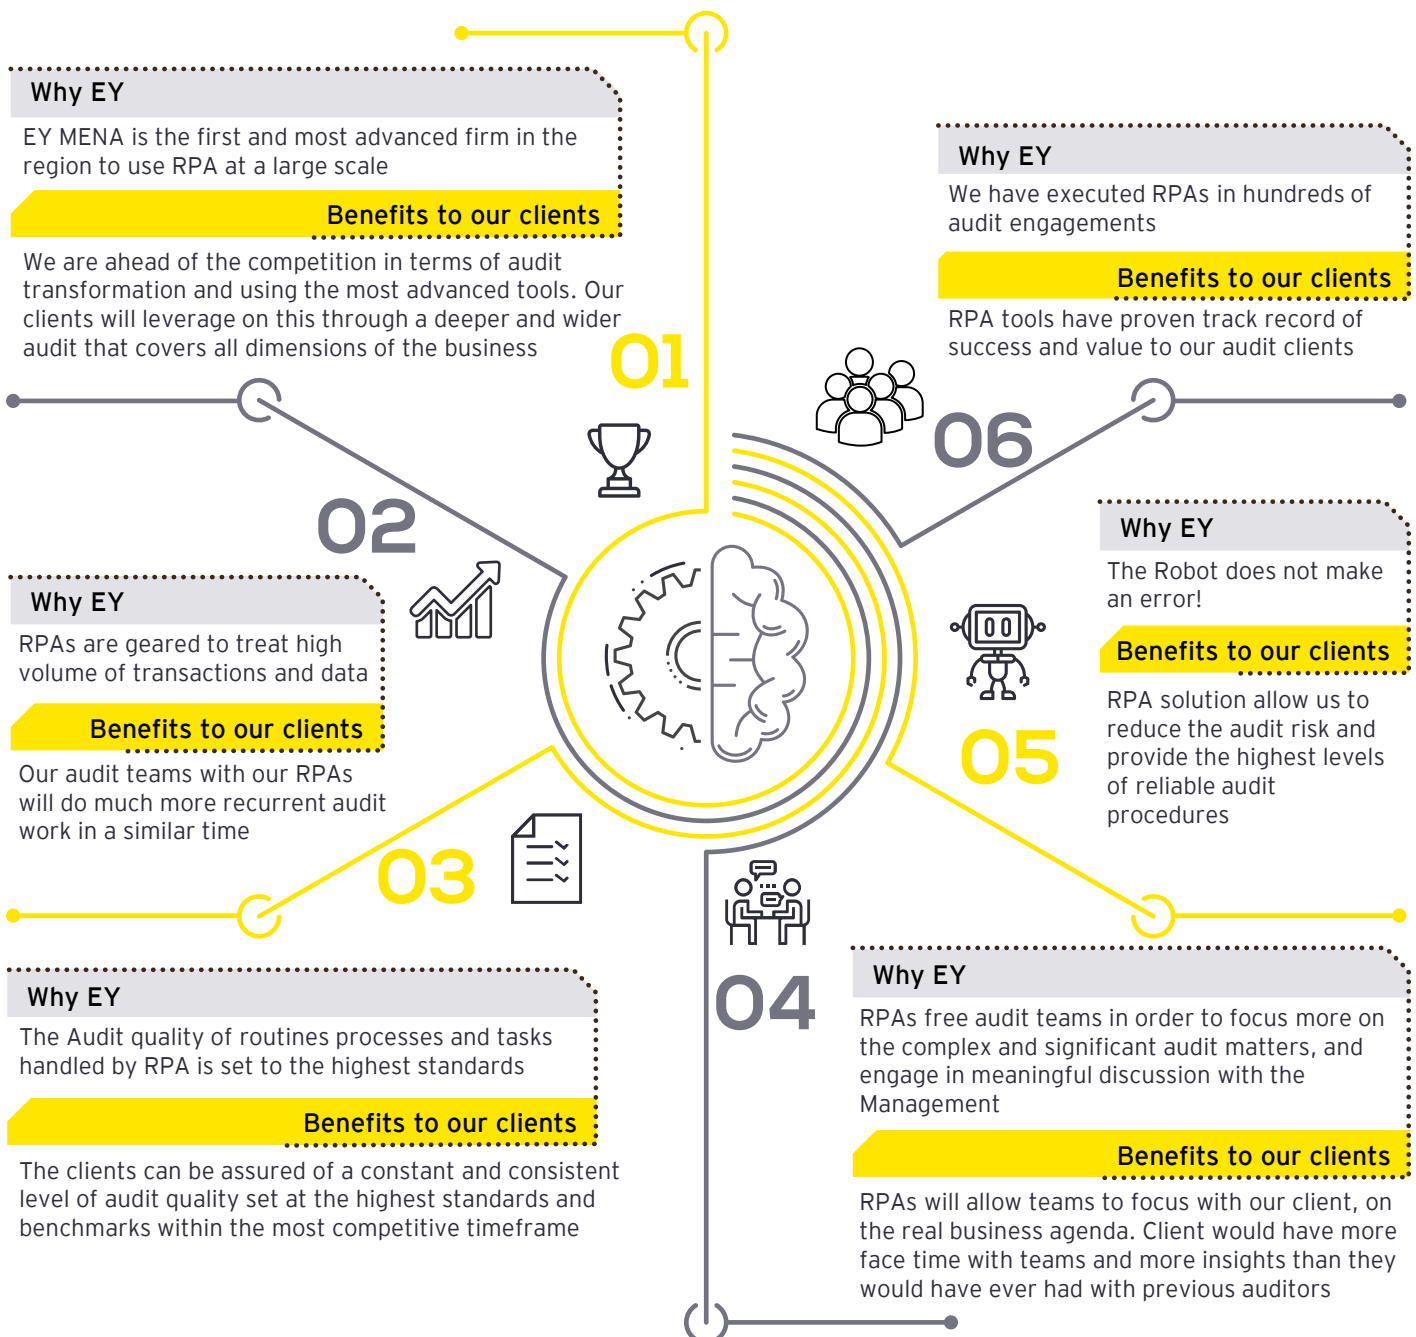 Why EY
EY MENA is the first and most advanced firm in the
region to use RPA at a large scale
Benefits to our clients
We are ahead of the competition in terms of audit
transformation and using the most advanced tools. Our
clients will leverage on this through a deeper and wider
audit that covers all dimensions of the business
01
02
Why EY
RPAs are geared to treat high
volume of transactions and data
Benefits to our clients
Our audit teams with our RPAs
will do much more recurrent audit
work in a similar time
03
Why EY
The Audit quality of routines processes and tasks
handled by RPA is set to the highest standards
Benefits to our clients
The clients can be assured of a constant and consistent
level of audit quality set at the highest standards and
benchmarks within the most competitive timeframe
04
Why EY
RPAs free audit teams in order to focus more on
the complex and significant audit matters, and
engage in meaningful discussion with the
Management
Benefits to our clients
RPAs will allow teams to focus with our client, on
the real business agenda. Client would have more
face time with teams and more insights than they
would have ever had with previous auditors
05
Why EY
The Robot does not make
an error!
Benefits to our clients
RPA solution allow us to
reduce the audit risk and
provide the highest levels
of reliable audit
procedures
06
Why EY
We have executed RPAs in hundreds of
audit engagements
Benefits to our clients
RPA tools have proven track record of
success and value to our audit clients